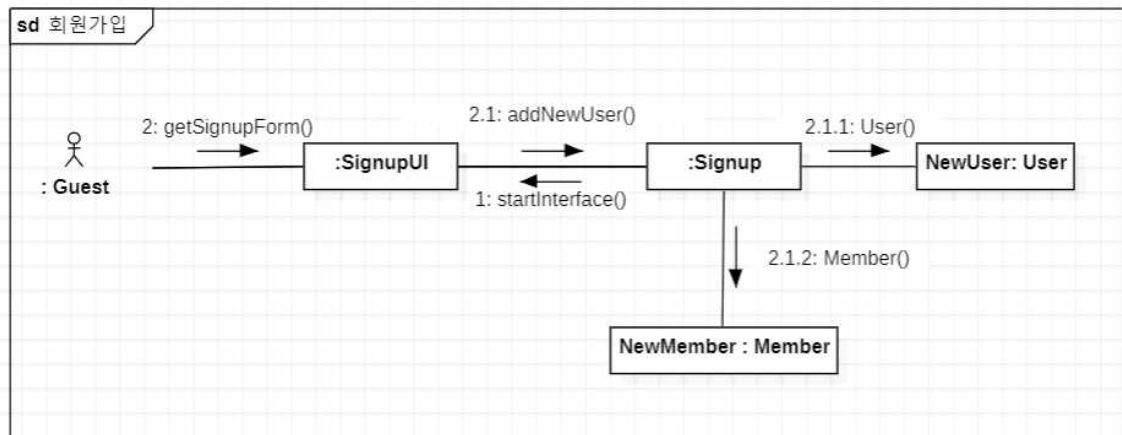 sd 회원가입
2: getSignupForm()
2.1: addNewUser()
2.1.1: User()
: Guest
:SignupUI
:Signup
NewUser: User
1: startInterface()
2.1.2: Member()
NewMember : Member